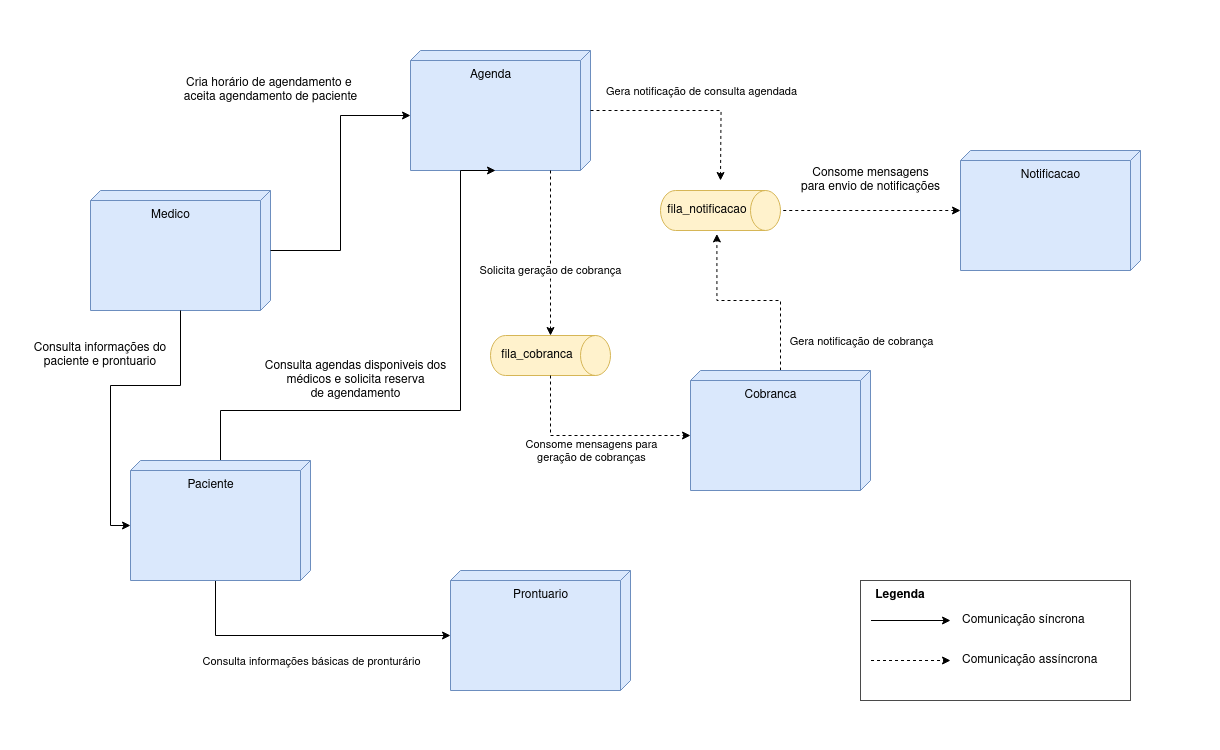 Agenda
Cria horário de agendamento e
aceita agendamento de paciente
Gera notificação de consulta agendada
Consome mensagens
para envio de notificações
Notificacao
Medico
fila_notificacao
Solicita geração de cobrança
Consulta informações do
paciente e prontuario
Consulta agendas disponiveis dos
médicos e solicita reserva
de agendamento
fila_cobranca
Gera notificação de cobrança
Cobranca
Consome mensagens para
geração de cobranças
Paciente
Prontuario
Consulta informações básicas de pronturário
Legenda
Comunicação síncrona
Comunicação assíncrona